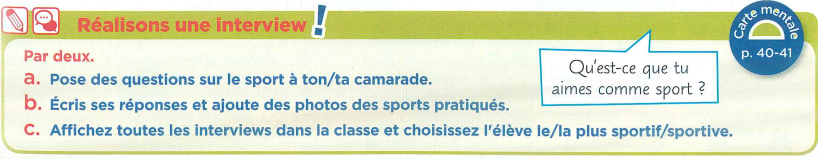 Réalisons une interview !
Carte mentale
p. 40-41
Par deux.
Qu'est-ce que tu
aimes comme sport ?
a. Pose des questions sur le sport à ton/ta camarade.
b. Écris ses réponses et ajoute des photos des sports pratiqués.
c. Affichez toutes les interviews dans la classe et choisissez l'élève le/la plus sportif/sportive.